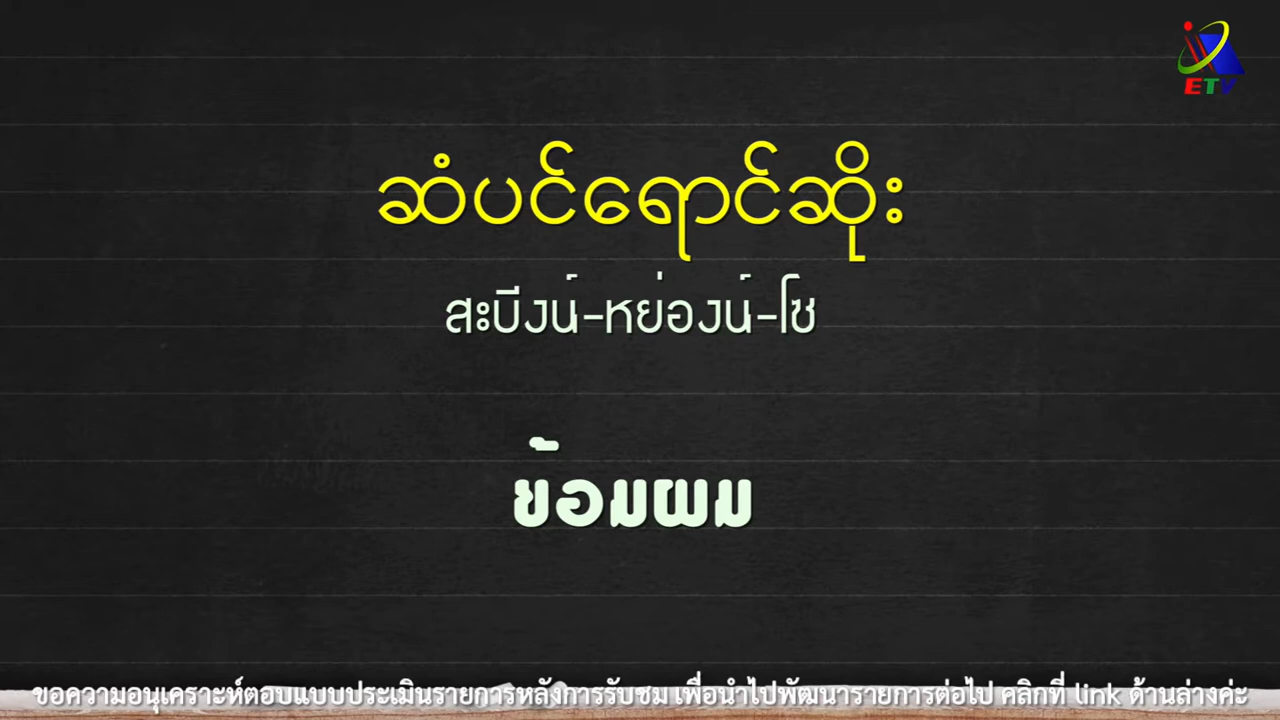 ETV
ဆံပင်ရောင်ဆိုး
สะบีงน์-หย่องน์-โซ
ย้อมผม
ขอความอนุเคราะห์ตอบแบบประเมินรายการหลังการรับชม เพื่อนำไปพัฒนารายการต่อไป คลิกที่ link ด้านล่างค่ะ